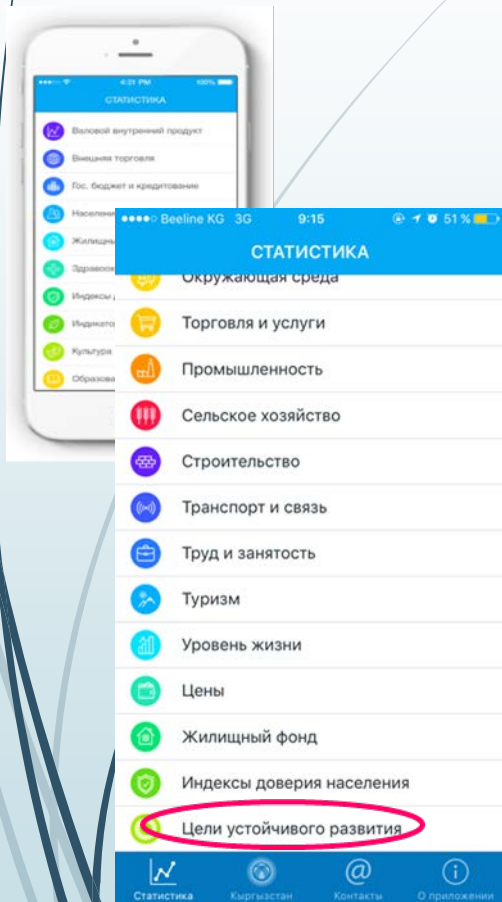 4:21 PM 100%
СТАТИСТИКА
Валовой внутренний продукт
Внешняя торговля
Гос. бюджет и кредитование
Образова
Культура
Beeline KG 3G 9:15 51 %
СТАТИСТИКА
Окружающая среда
Торговля и услуги
Промышленность
Сельское хозяйство
Строительство
Транспорт и связь
Труд и занятость
Туризм
Уровень жизни
Цены
Жилищный фонд
Индексы доверия населения
Цели устойчивого развития
Статистика Кыргызстан Контакты О приложении